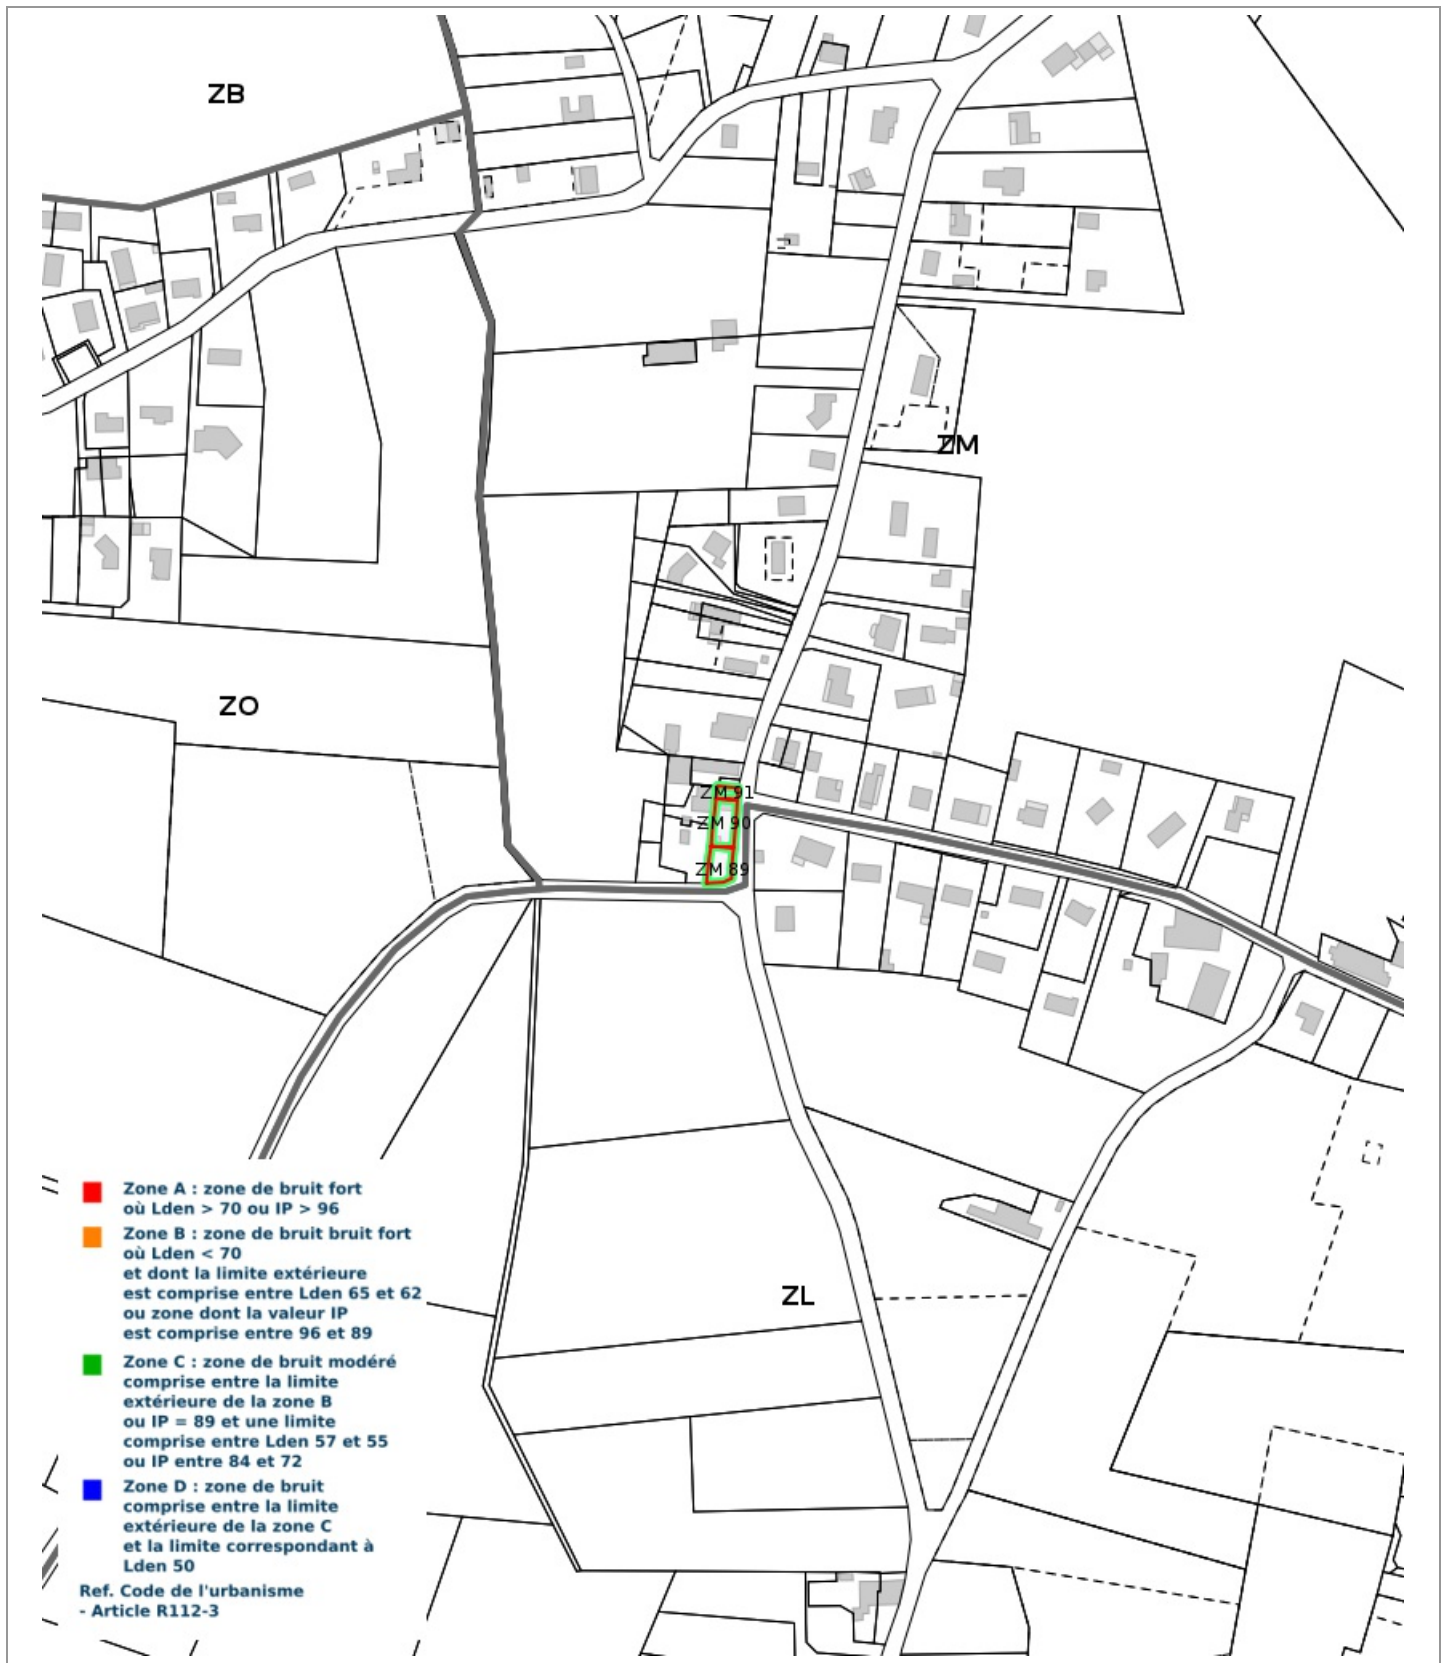 ZB
ZM
ZO
ZM 91
ZM 90
ZM 89
Zone A : zone de bruit fort
où Lden > 70 ou IP > 96
Zone B : zone de bruit bruit fort
où Lden < 70
et dont la limite extérieure
est comprise entre Lden 65 et 62
ou zone dont la valeur IP
est comprise entre 96 et 89
ZL
Zone C : zone de bruit modéré
comprise entre la limite
extérieure de la zone B
ou IP = 89 et une limite
comprise entre Lden 57 et 55
ou IP entre 84 et 72
Zone D : zone de bruit
comprise entre la limite
extérieure de la zone C
et la limite correspondant à
Lden 50
Ref. Code de l'urbanisme
- Article R112-3